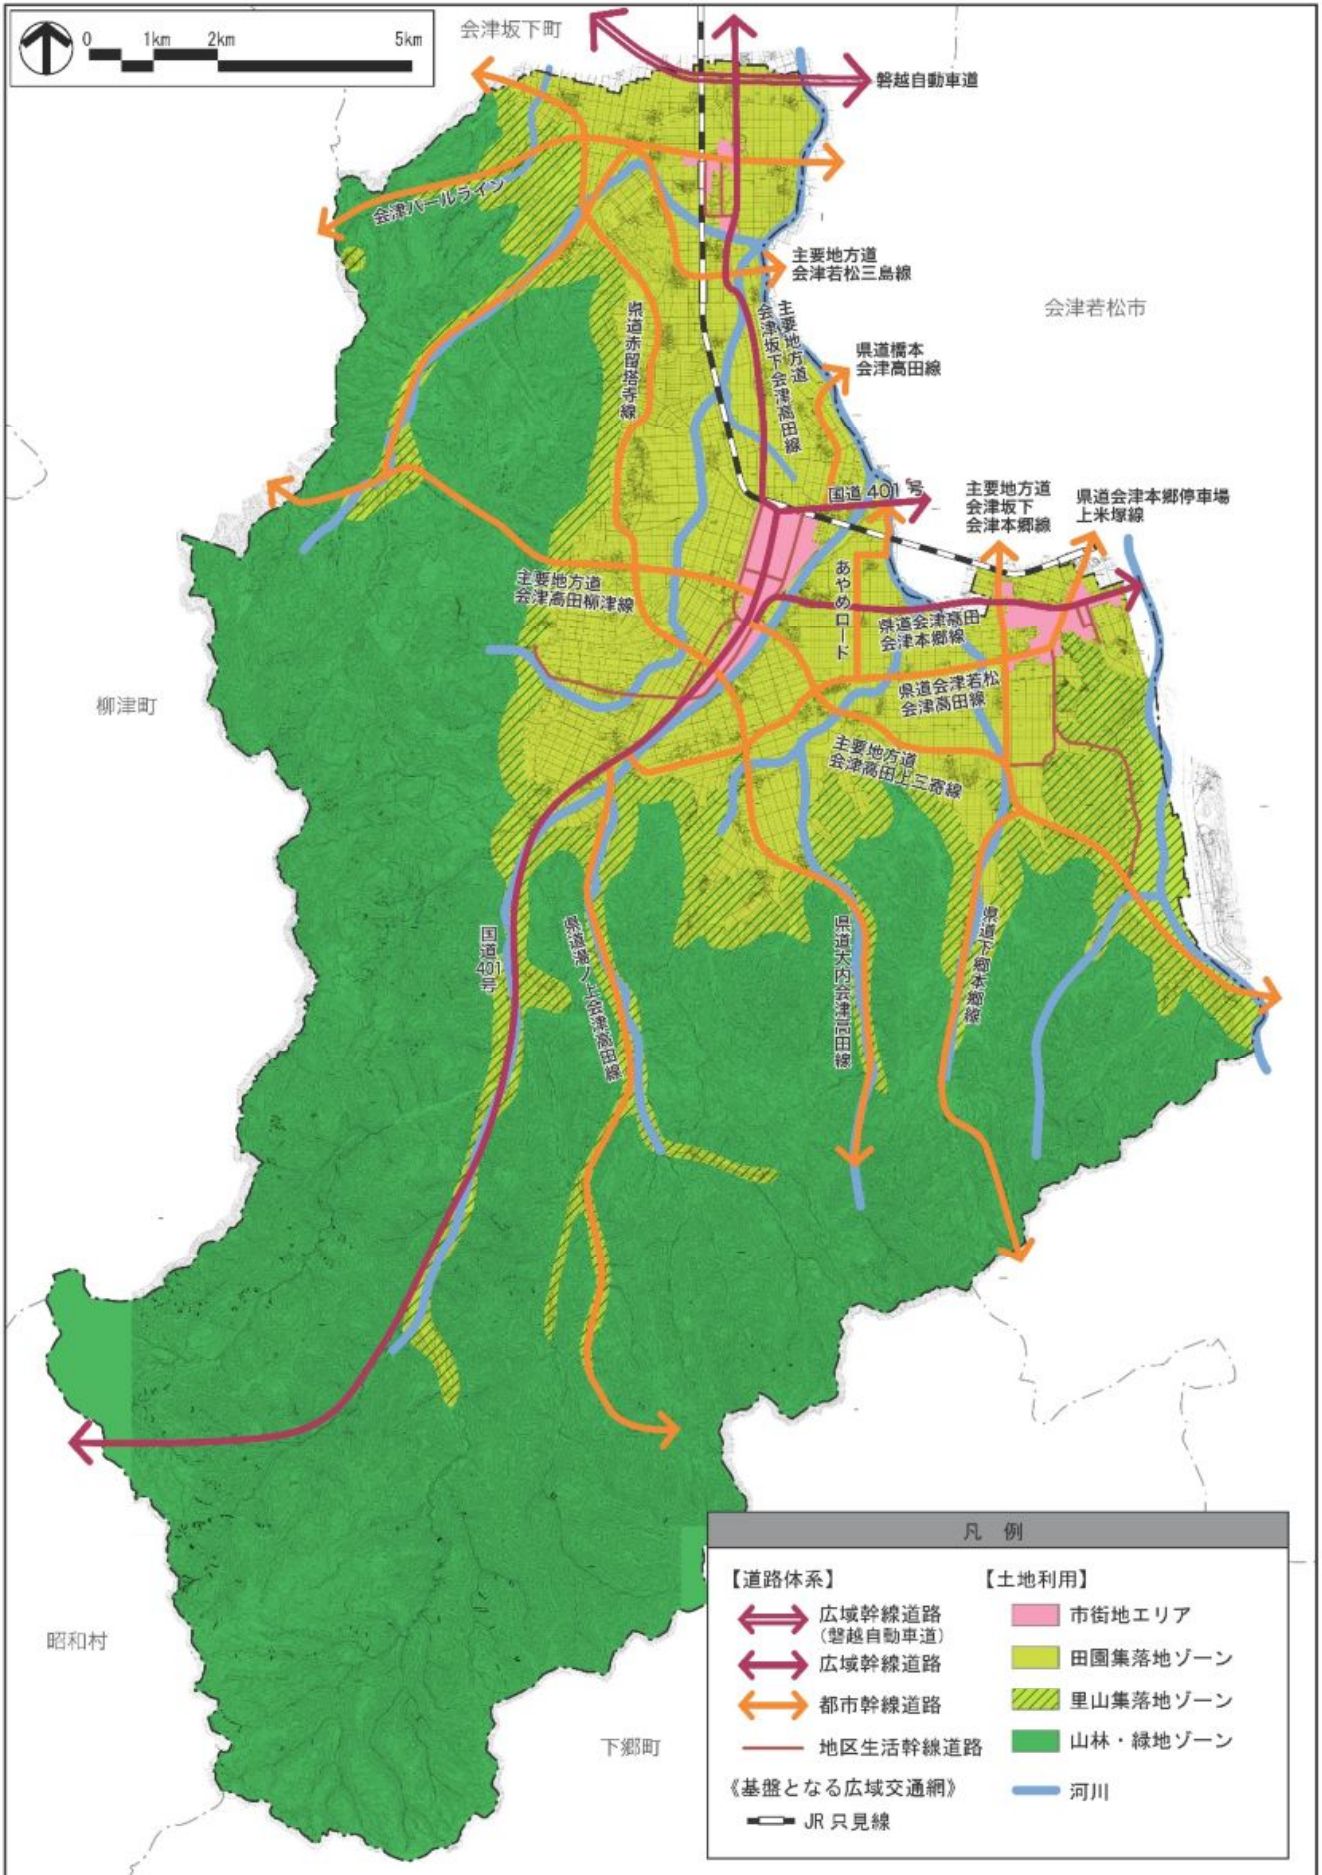 0 1km 2km 5km
会津坂下町
磐越自動車道
会津パールライン
主要地方道
会津若松三島線
会津若松市
県道赤留塔寺線
主要地方道
会津坂下会津高田線
県道橋本
会津高田線
国道 401 号
主要地方道
会津坂下
会津本郷線
県道会津本郷停車場
上米塚線
主要地方道
会津高田柳津線
あやめロード
県道会津高田
会津本郷線
柳津町
県道会津若松
会津高田線
主要地方道
会津高田上三寄線
国道
401
号
県道湯ノ上会津高田線
県道大内会津高田線
県道下郷本郷線
昭和村
下郷町
凡 例
【道路体系】
広域幹線道路
(磐越自動車道)
広域幹線道路
都市幹線道路
地区生活幹線道路
《基盤となる広域交通網》
JR 只見線
【土地利用】
市街地エリア
田園集落地ゾーン
里山集落地ゾーン
山林・緑地ゾーン
河川